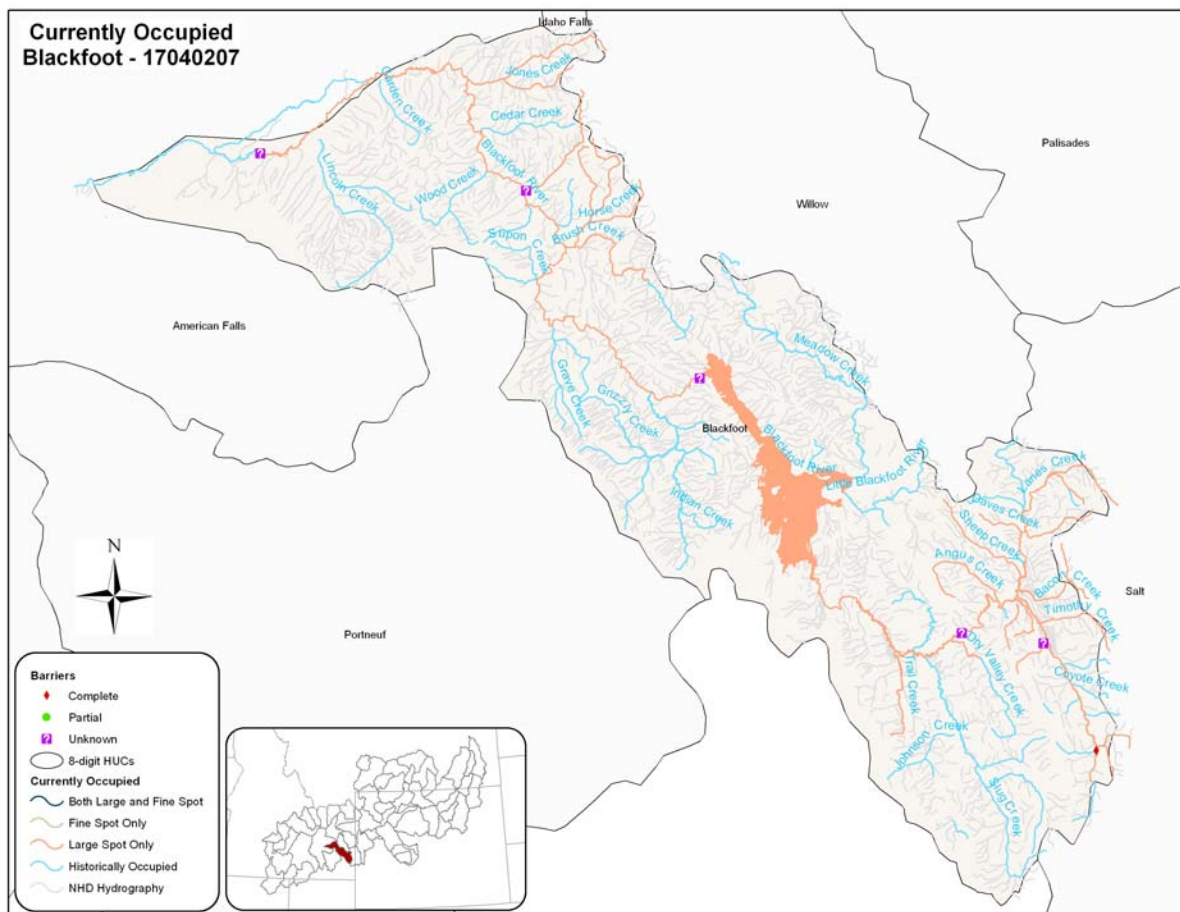 Currently Occupied
Blackfoot - 17040207
Idaho Falls
Jones Creek
Garden Creek
Cedar Creek
Palisades
Blackfoot River
Lincoln Creek
Wood Creek
Willow
Horse Creek
Brush Creek
Supon Creek
American Falls
Meadow Creek
Grave Creek
Grizzly Creek
Blackfoot
Blackfoot River
Little Blackfoot River
Lanes Creek
Indian Creek
Daves Creek
Sheep Creek
Angus Creek
Bacon Creek
Salt
Timothy Creek
N
Portneuf
Dry Valley Creek
Trail Creek
Coyote Creek
Johnson Creek
Slug Creek
Barriers
Complete
Partial
? Unknown
8-digit HUCs
Currently Occupied
Both Large and Fine Spot
Fine Spot Only
Large Spot Only
Historically Occupied
NHD Hydrography